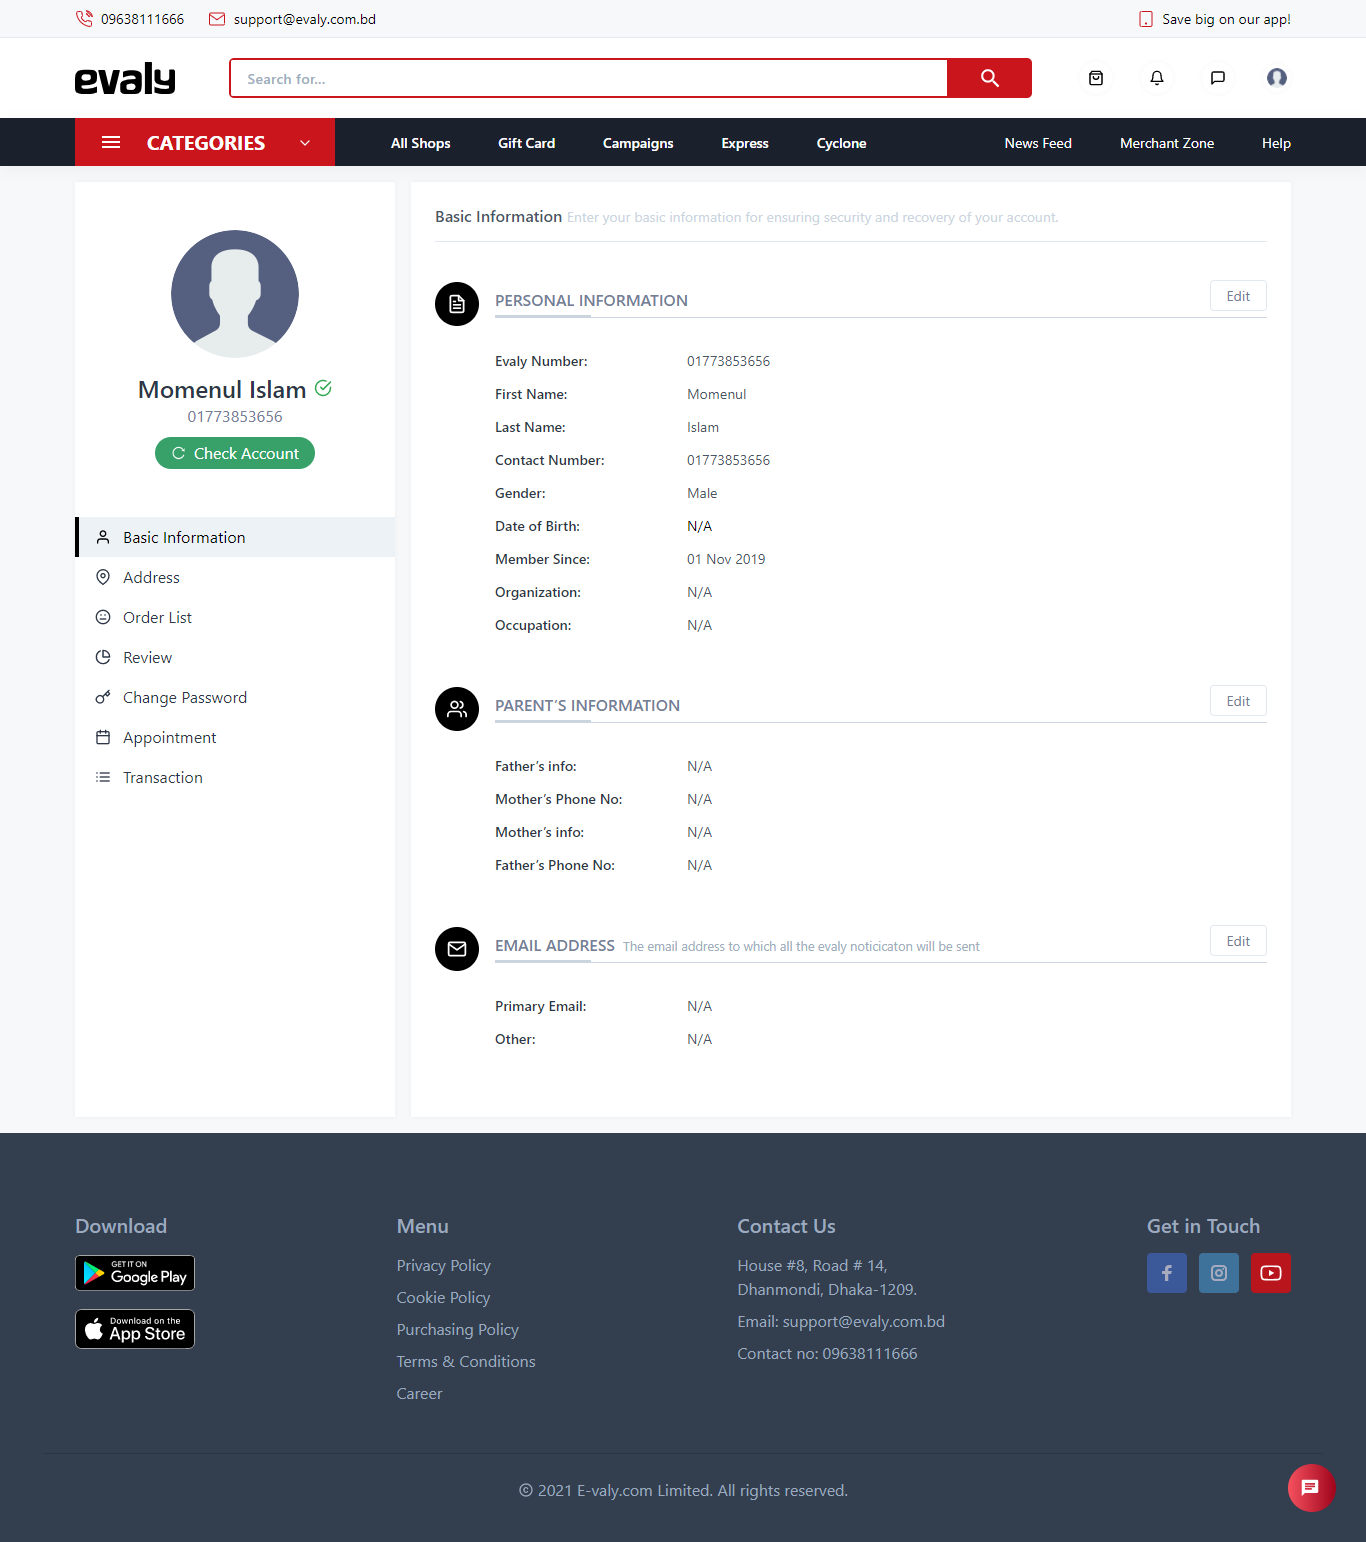 09638111666 support@evaly.com.bd Save big on our app!
evaly Search for...
CATEGORIES All Shops Gift Card Campaigns Express Cyclone News Feed Merchant Zone Help
Momenul Islam
01773853656
Check Account
Basic Information
Address
Order List
Review
Change Password
Appointment
Transaction
Basic Information Enter your basic information for ensuring security and recovery of your account.
PERSONAL INFORMATION Edit
Evaly Number: 01773853656
First Name: Momenul
Last Name: Islam
Contact Number: 01773853656
Gender: Male
Date of Birth: N/A
Member Since: 01 Nov 2019
Organization: N/A
Occupation: N/A
PARENT'S INFORMATION Edit
Father's info: N/A
Mother's Phone No: N/A
Mother's info: N/A
Father's Phone No: N/A
EMAIL ADDRESS The email address to which all the evaly noticicaton will be sent Edit
Primary Email: N/A
Other: N/A
Download
GET IT ON
Google Play
Download on the
App Store
Menu
Privacy Policy
Cookie Policy
Purchasing Policy
Terms & Conditions
Career
Contact Us
House #8, Road # 14,
Dhanmondi, Dhaka-1209.
Email: support@evaly.com.bd
Contact no: 09638111666
Get in Touch
© 2021 E-valy.com Limited. All rights reserved.